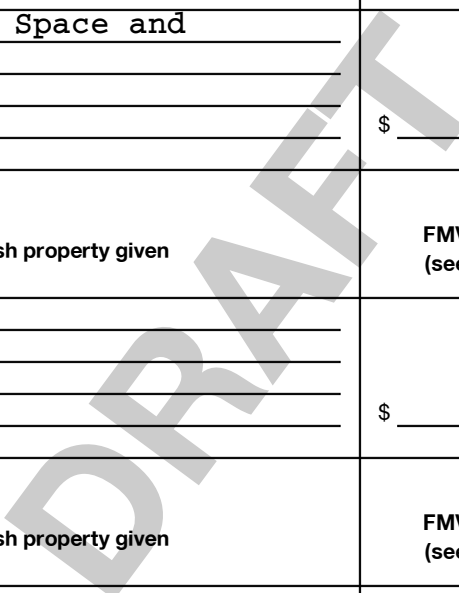 Space and
$
sh property given
FMV
(see
$
sh property given
FMV
(see
DRAFT